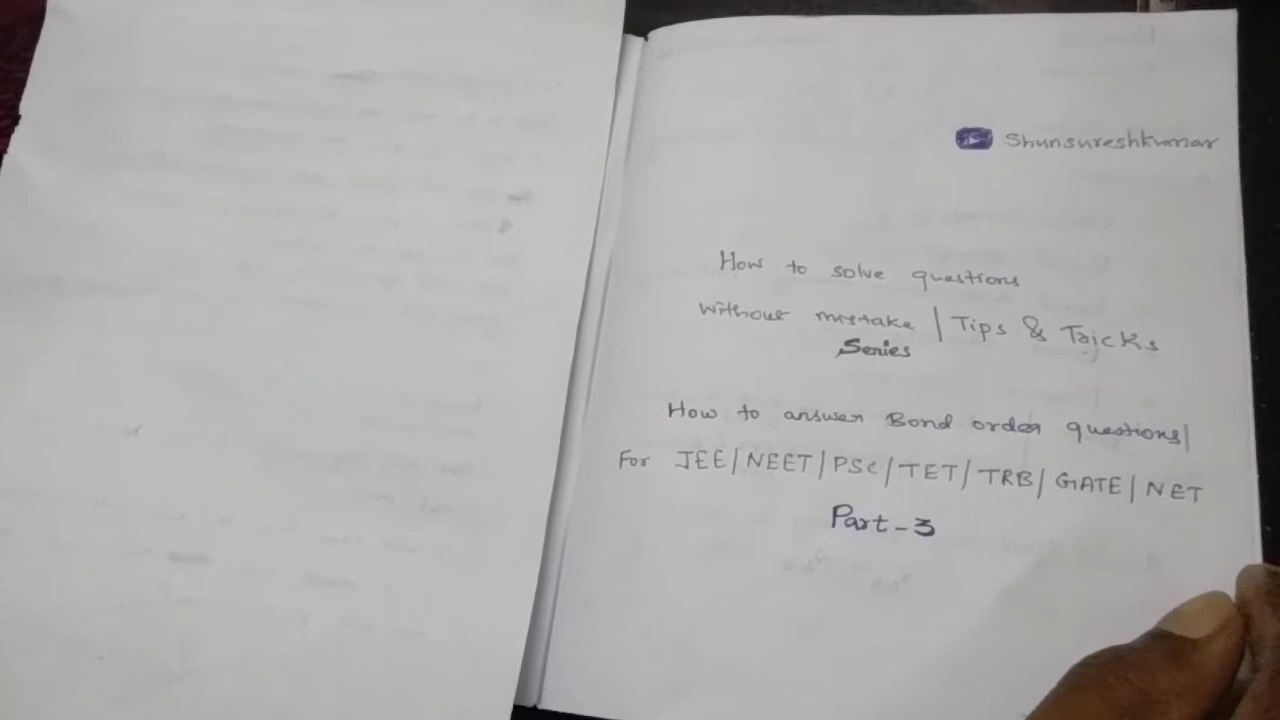 Shunsureshkumar
How to solve questions
without mistake | Tips & Tricks
Series
How to answer Bond order questions|
For JEE/NEET/PSC/TET/TRB/GATE/NET
Part-3